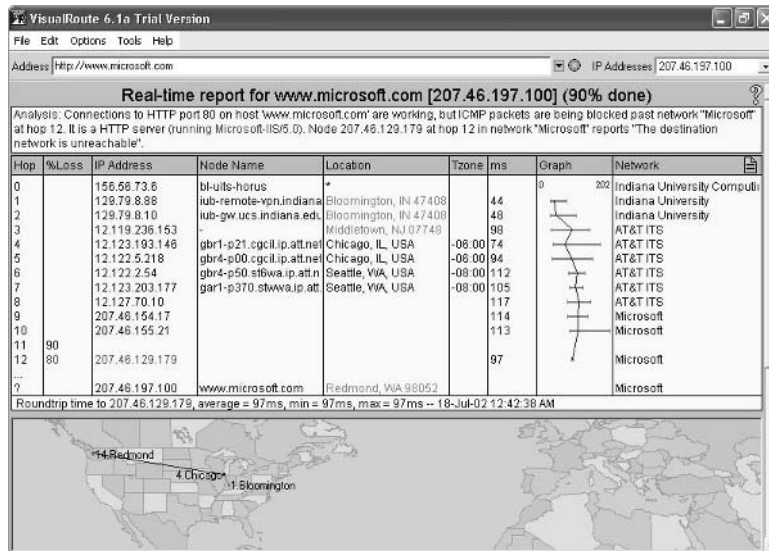 VisualRoute 6.1a Trial Version
File Edit Options Tools Help
Address http://www.microsoft.com IP Addresses 207.46.197.100
Real-time report for www.microsoft.com [207.46.197.100] (90% done)
Analysis: Connections to HTTP port 80 on host 'www.microsoft.com' are working, but ICMP packets are being blocked past network "Microsoft"
at hop 12. It is a HTTP server (running Microsoft-IIS/5.0). Node 207.46.129.179 at hop 12 in network "Microsoft" reports "The destination
network is unreachable".
Hop %Loss IP Address Node Name Location Tzone ms Graph Network
0 156.56.73.6 bl-uits-horus * 0 202 Indiana University Computi
1 129.79.8.88 iub-remote-vpn.indiana Bloomington, IN 47408 44 Indiana University
2 129.79.8.10 iub-gw.ucs.indiana.edu Bloomington, IN 47408 48 Indiana University
3 12.119.236.153 - Middletown, NJ 07748 98 AT&T ITS
4 12.123.193.146 gbr1-p21.cgcil.ip.att.net Chicago, IL, USA -06:00 74 AT&T ITS
5 12.122.5.218 gbr4-p00.cgcil.ip.att.net Chicago, IL, USA -06:00 94 AT&T ITS
6 12.122.2.54 gbr4-p50.st6wa.ip.att.n Seattle, WA, USA -08:00 112 AT&T ITS
7 12.123.203.177 gar1-p370.stwwa.ip.att. Seattle, WA, USA -08:00 105 AT&T ITS
8 12.127.70.10 117 AT&T ITS
9 207.46.154.17 114 Microsoft
10 207.46.155.21 113 Microsoft
11 90
12 80 207.46.129.179 97 Microsoft
...
? 207.46.197.100 www.microsoft.com Redmond, WA 98052 Microsoft
Roundtrip time to 207.46.129.179, average = 97ms, min = 97ms, max = 97ms -- 18-Jul-02 12:42:38 AM
14.Redmond
4.Chicago
1.Bloomington